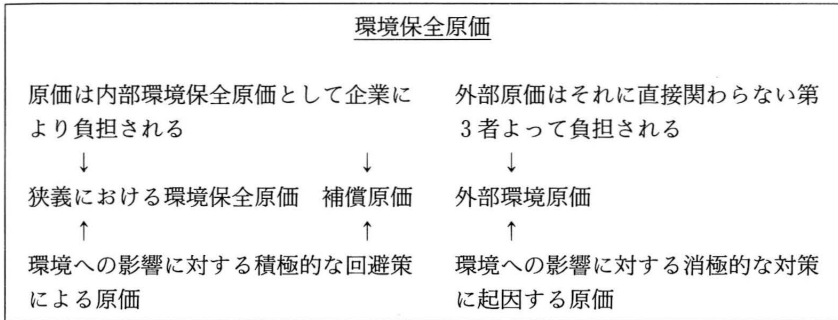 環境保全原価
原価は内部環境保全原価として企業に　外部原価はそれに直接関わらない第
より負担される　３者よって負担される
↓　↓　↓
狭義における環境保全原価　補償原価　外部環境原価
↑　↑　↑
環境への影響に対する積極的な回避策　環境への影響に対する消極的な対策
による原価　に起因する原価